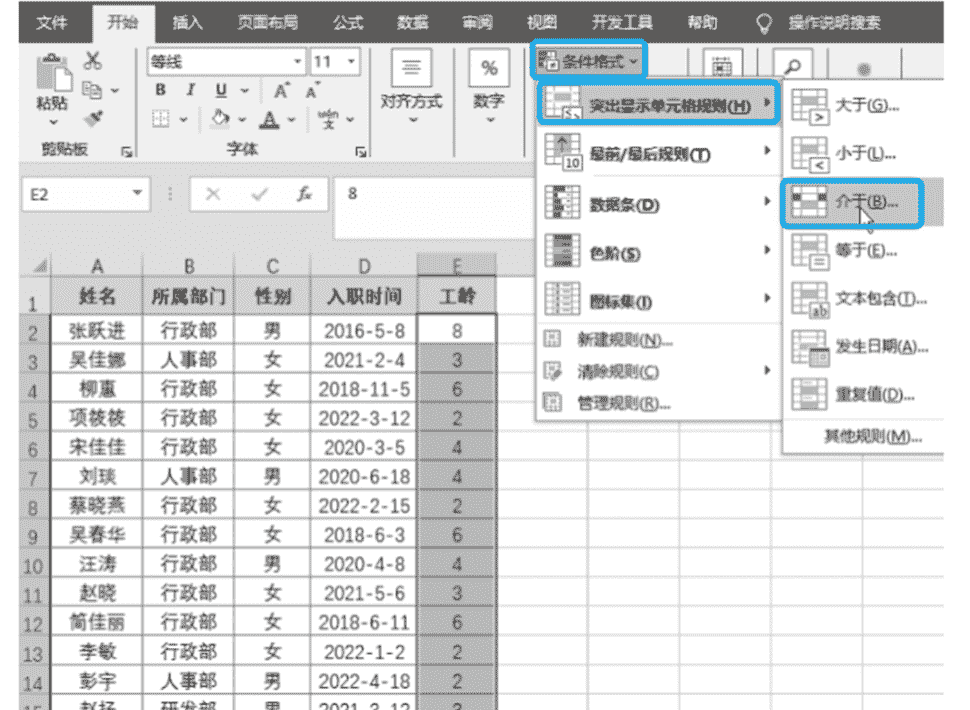 文件 开始 插入 页面布局 公式 数据 审阅 视图 开发工具 帮助 操作说明搜索
粘贴
剪贴板
等线 11
B I U A A
A wén 文
字体
对齐方式
%
数字
条件格式
突出显示单元格规则(H)
最前/最后规则(T)
数据条(D)
色阶(S)
图标集(I)
新建规则(N)...
清除规则(C)
管理规则(R)...
大于(G)...
小于(L)...
介于(B)...
等于(E)...
文本包含(T)...
发生日期(A)...
重复值(D)...
其他规则(M)...
E2 fx 8
A B C D E
1 姓名 所属部门 性别 入职时间 工龄
2 张跃进 行政部 男 2016-5-8 8
3 吴佳娜 人事部 女 2021-2-4 3
4 柳惠 行政部 女 2018-11-5 6
5 项筱筱 行政部 女 2022-3-12 2
6 宋佳佳 行政部 女 2020-3-5 4
7 刘琰 人事部 男 2020-6-18 4
8 蔡晓燕 行政部 女 2022-2-15 2
9 吴春华 行政部 女 2018-6-3 6
10 汪涛 行政部 男 2020-4-8 4
11 赵晓 行政部 女 2021-5-6 3
12 简佳丽 行政部 女 2018-6-11 6
13 李敏 行政部 女 2022-1-2 2
14 彭宇 人事部 男 2022-4-18 2
15 赵扬 研发部 男 2021-3-12 3